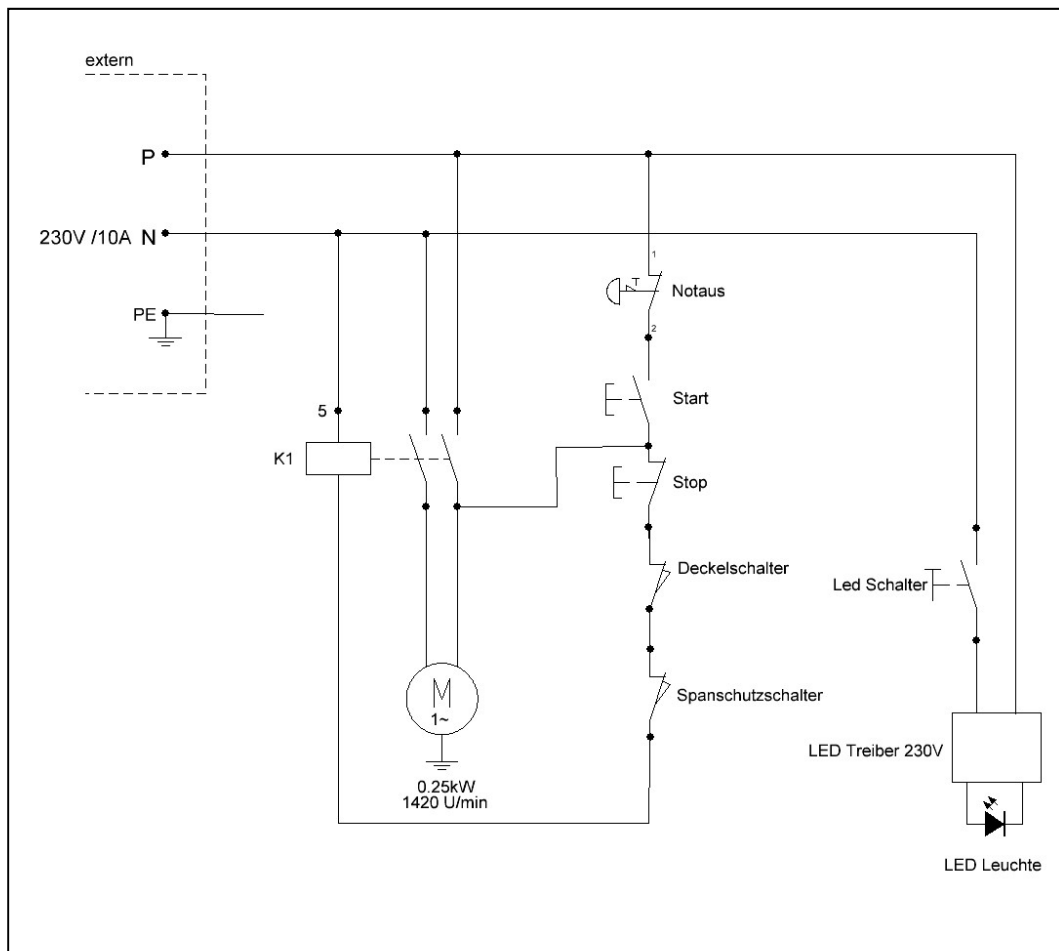 extern
P
230V /10A N
PE
1
T
Notaus
2
Start
5
K1
Stop
Deckelschalter
Led Schalter
Spanschutzschalter
M
1~
LED Treiber 230V
0.25kW
1420 U/min
LED Leuchte